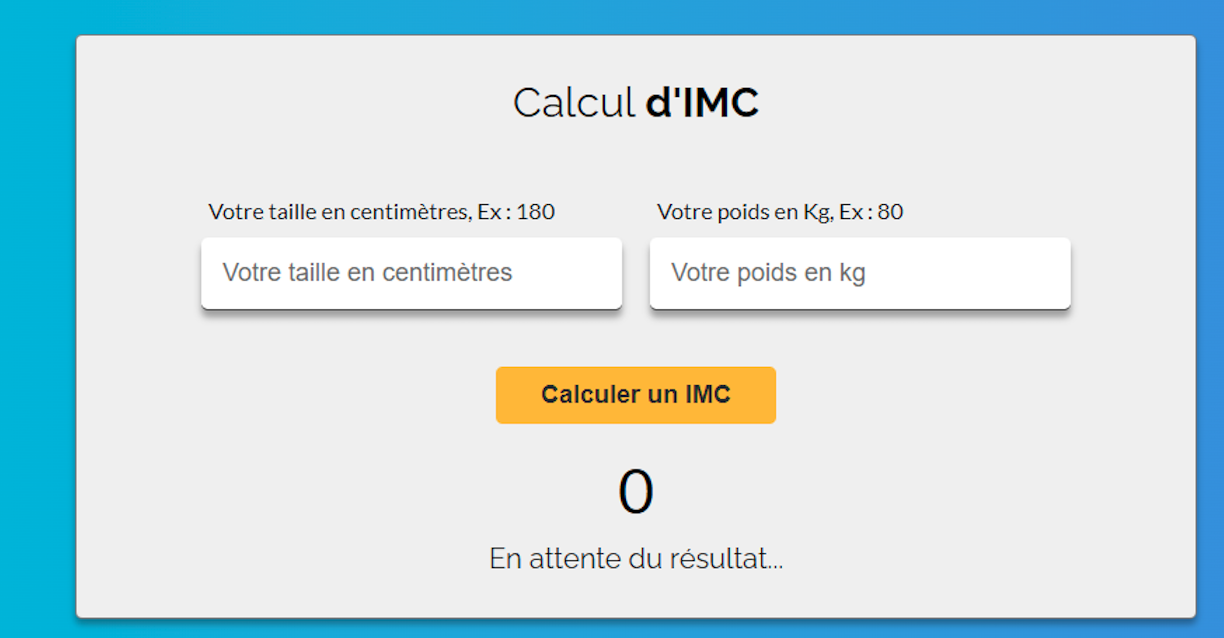 Calcul d'IMC
Votre taille en centimètres, Ex : 180
Votre poids en Kg, Ex : 80
Votre taille en centimètres
Votre poids en kg
Calculer un IMC
0
En attente du résultat...